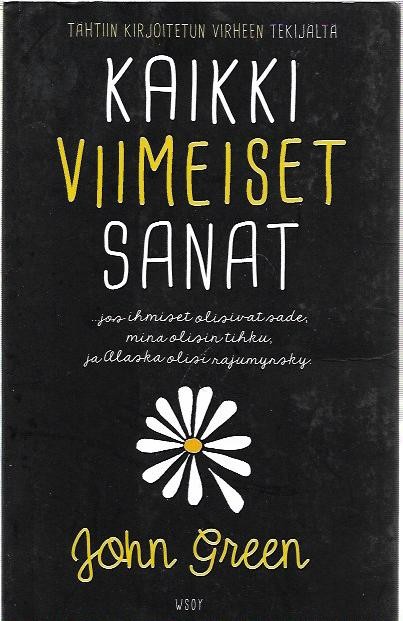 TÄHTIIN KIRJOITETUN VIRHEEN TEKIJÄLTÄ
KAIKKI
VIIMEISET
SANAT
...jos ihmiset olisivat sade,
minä olisin tihku,
ja Alaska olisi rajumyrsky.
John Green
WSOY